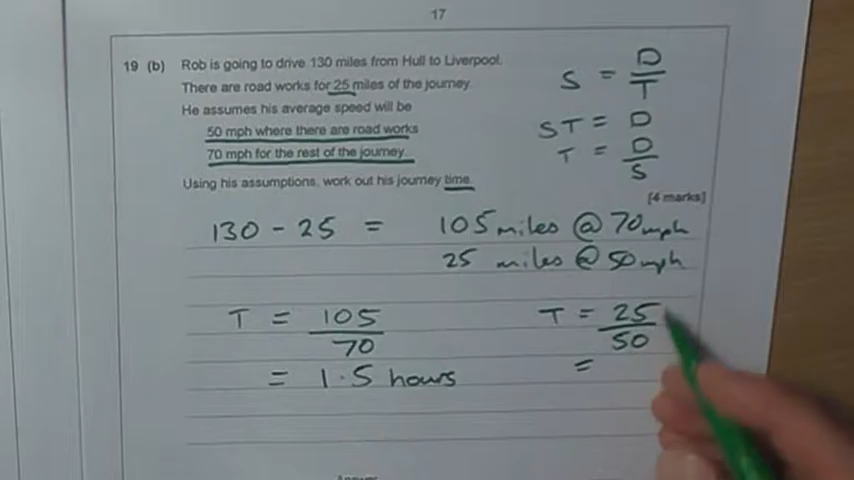 17
19 (b) Rob is going to drive 130 miles from Hull to Liverpool.
There are road works for 25 miles of the journey.
He assumes his average speed will be
50 mph where there are road works
70 mph for the rest of the journey.
Using his assumptions, work out his journey time.
[4 marks]
S = D/T
ST = D
T = D/S
130 - 25 = 105 miles @ 70mph
25 miles @ 50mph
T = 105/70
= 1.5 hours
T = 25/50
=
Answer